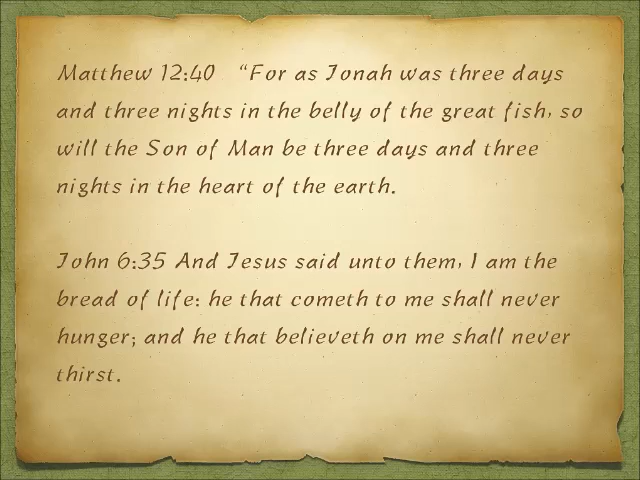 Matthew 12:40 “For as Jonah was three days
and three nights in the belly of the great fish, so
will the Son of Man be three days and three
nights in the heart of the earth.
John 6:35 And Jesus said unto them, I am the
bread of life: he that cometh to me shall never
hunger; and he that believeth on me shall never
thirst.